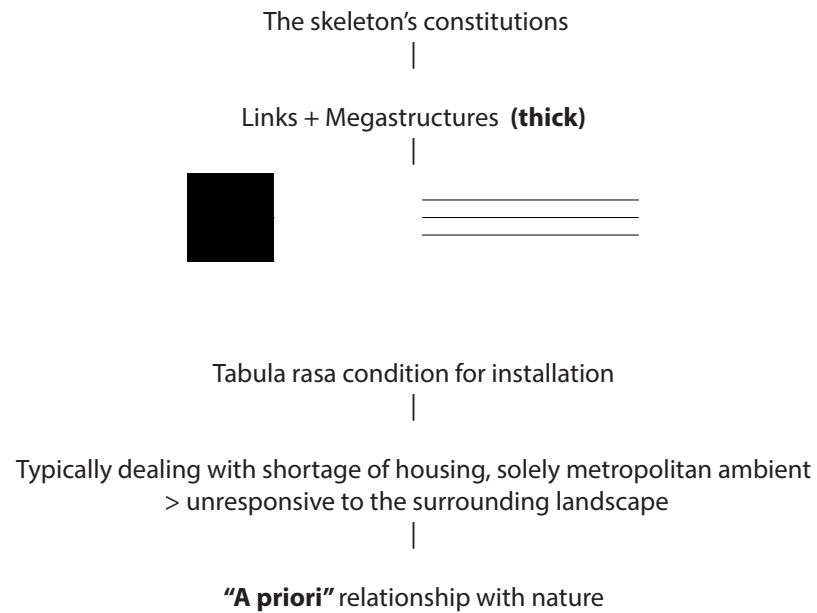 The skeleton’s constitutions
Links + Megastructures (thick)
Tabula rasa condition for installation
Typically dealing with shortage of housing, solely metropolitan ambient
> unresponsive to the surrounding landscape
“A priori” relationship with nature